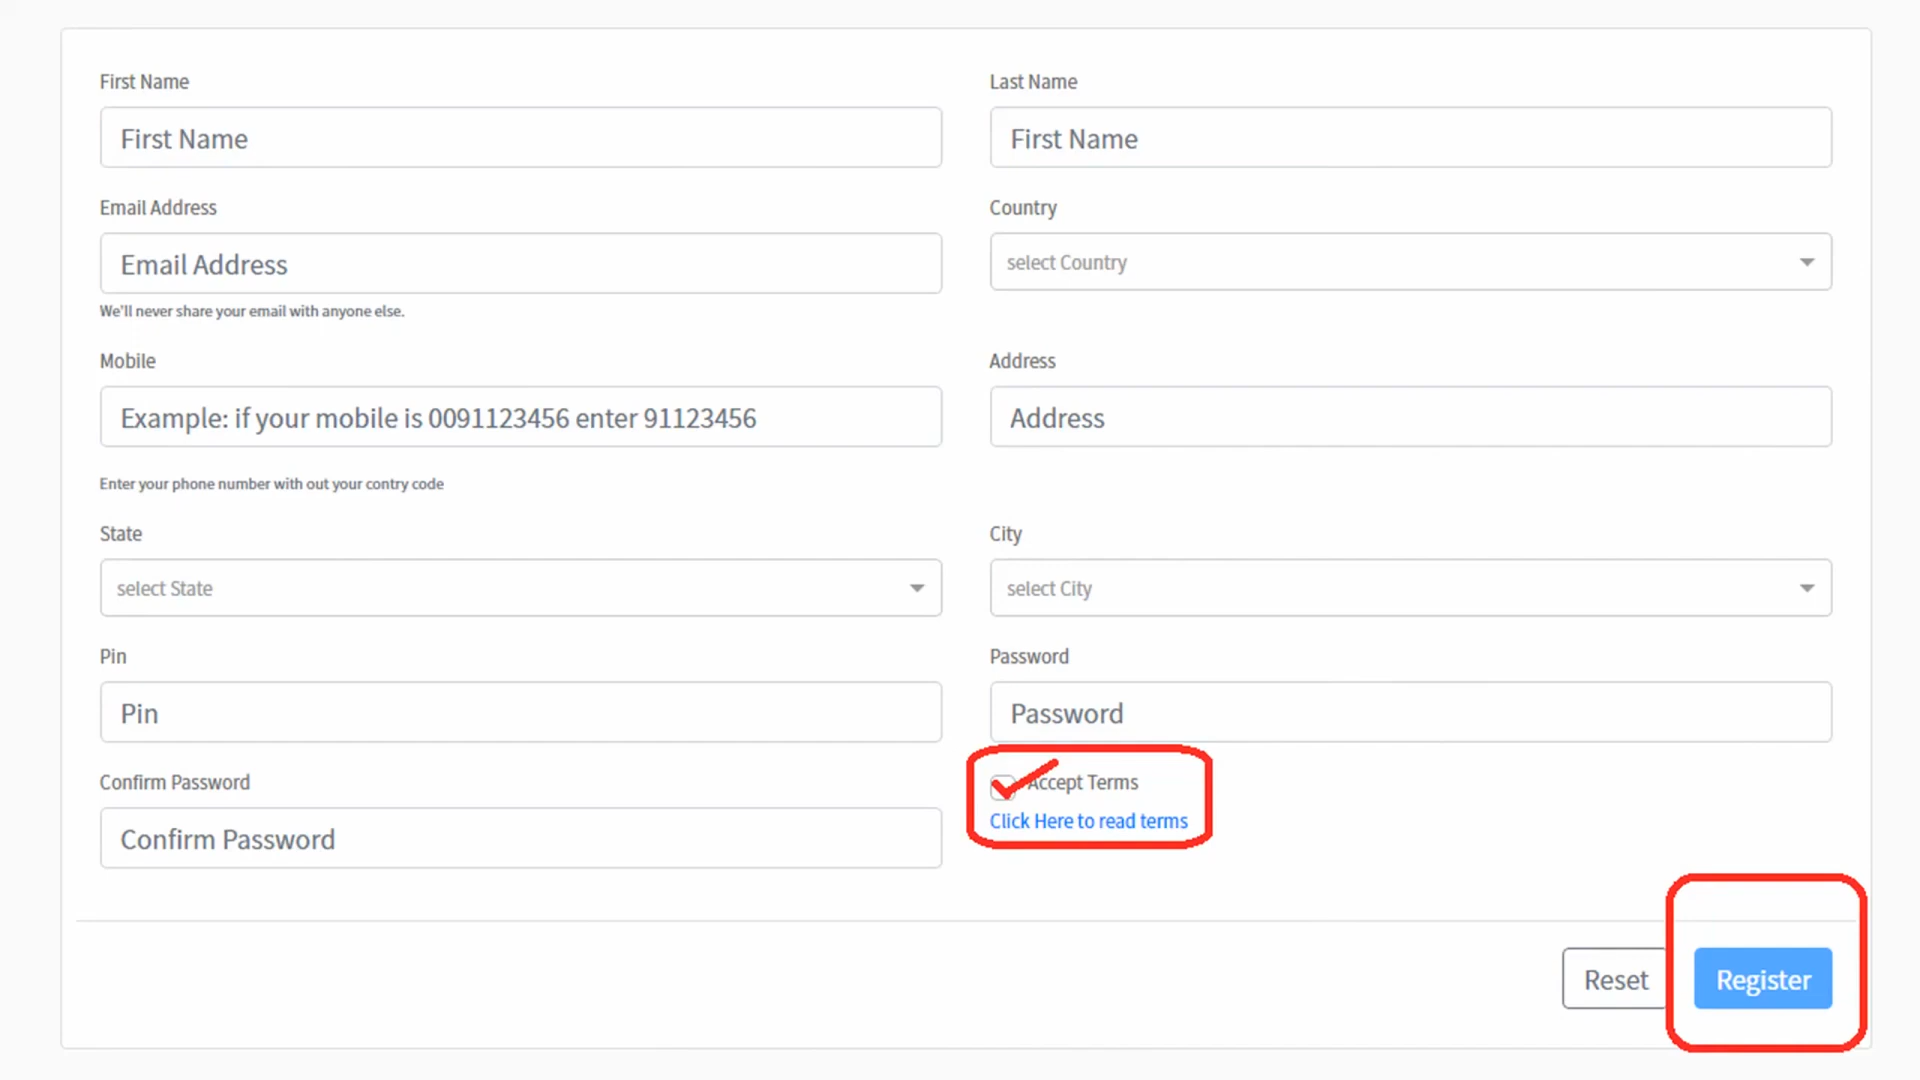 First Name
Last Name
First Name
First Name
Email Address
Country
Email Address
select Country
We'll never share your email with anyone else.
Mobile
Address
Example: if your mobile is 0091123456 enter 91123456
Address
Enter your phone number with out your contry code
State
City
select State
select City
Pin
Password
Pin
Password
Confirm Password
Accept Terms
Click Here to read terms
Confirm Password
Reset
Register